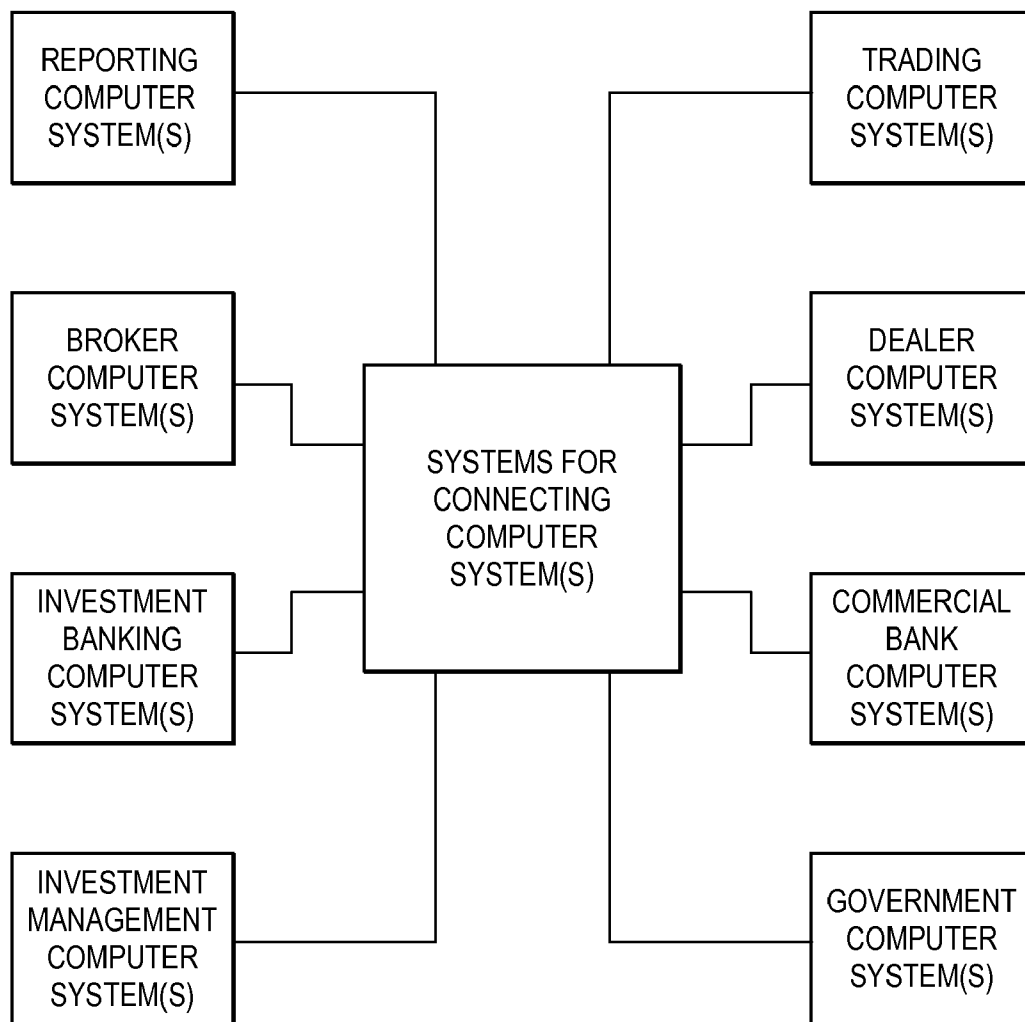 REPORTING
COMPUTER
SYSTEM(S)
TRADING
COMPUTER
SYSTEM(S)
BROKER
COMPUTER
SYSTEM(S)
DEALER
COMPUTER
SYSTEM(S)
SYSTEMS FOR
CONNECTING
COMPUTER
SYSTEM(S)
INVESTMENT
BANKING
COMPUTER
SYSTEM(S)
COMMERCIAL
BANK
COMPUTER
SYSTEM(S)
INVESTMENT
MANAGEMENT
COMPUTER
SYSTEM(S)
GOVERNMENT
COMPUTER
SYSTEM(S)